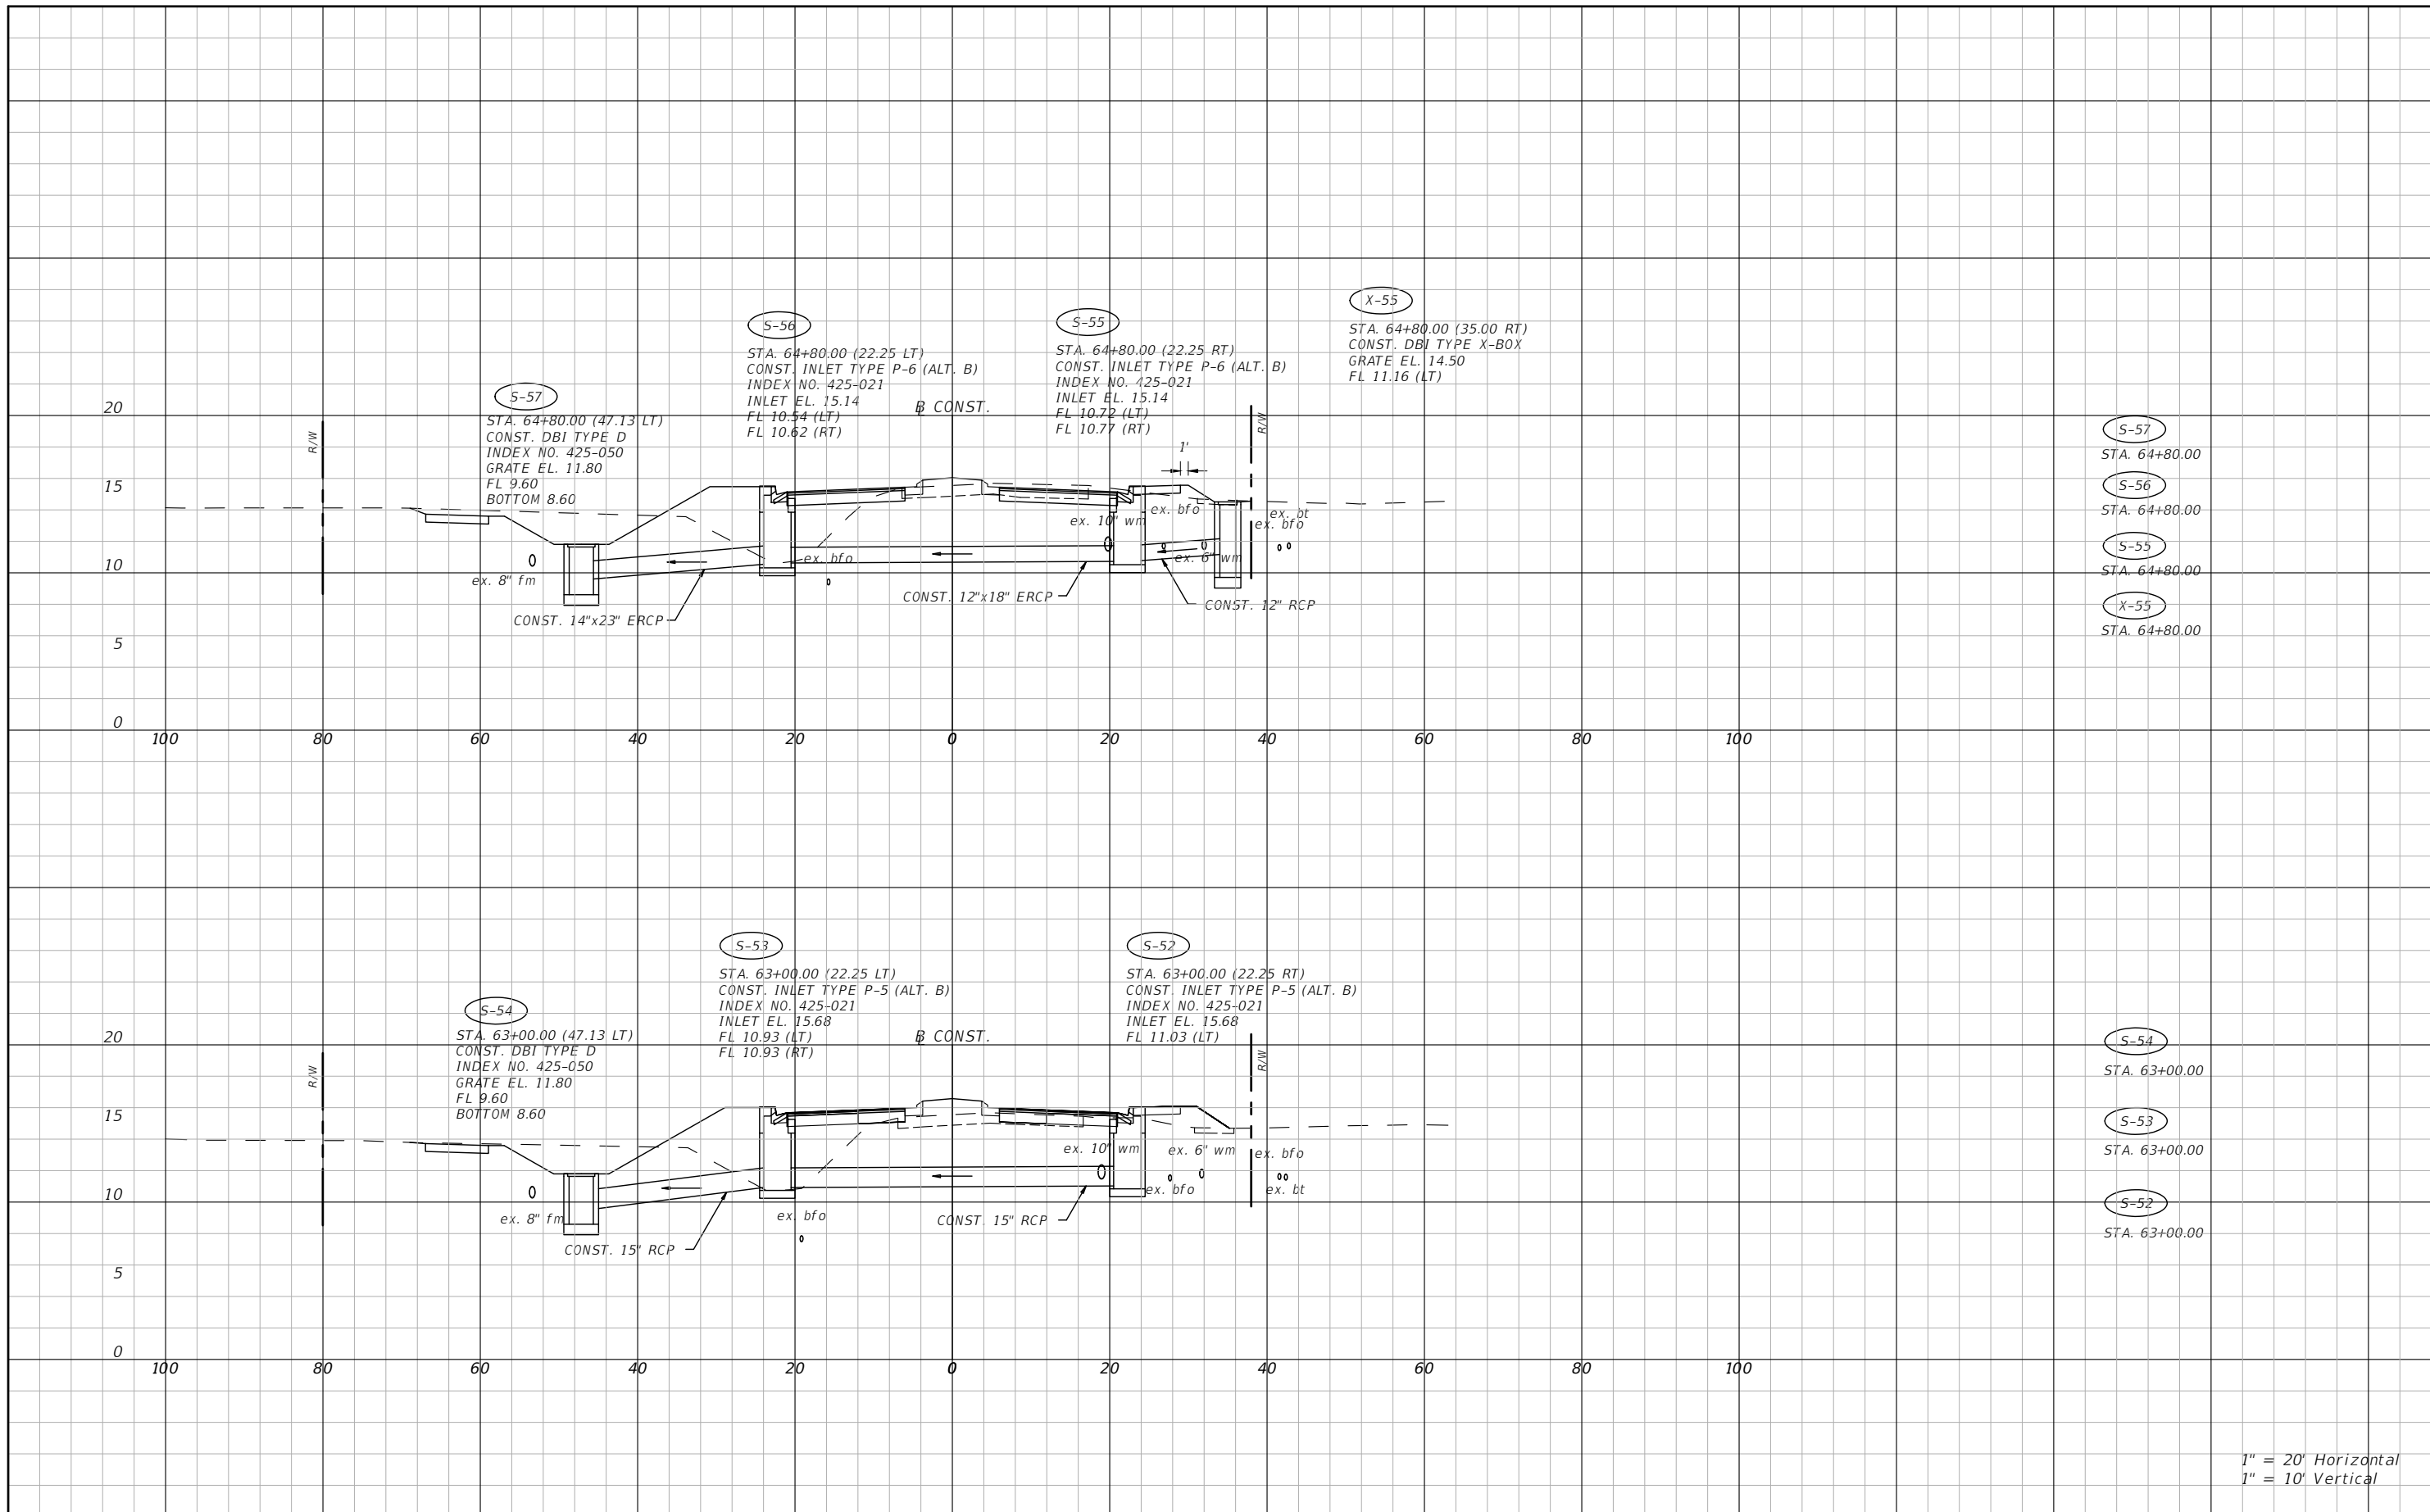 X-55
STA. 64+80.00 (35.00 RT)
CONST. DBI TYPE X-BOX
GRATE EL. 14.50
FL 11.16 (LT)
S-55
STA. 64+80.00 (22.25 RT)
CONST. INLET TYPE P-6 (ALT. B)
INDEX NO. 425-021
INLET EL. 15.14
FL 10.72 (LT)
FL 10.77 (RT)
S-56
STA. 64+80.00 (22.25 LT)
CONST. INLET TYPE P-6 (ALT. B)
INDEX NO. 425-021
INLET EL. 15.14
FL 10.54 (LT)
FL 10.62 (RT)
S-57
STA. 64+80.00 (47.13 LT)
CONST. DBI TYPE D
INDEX NO. 425-050
GRATE EL. 11.80
FL 9.60
BOTTOM 8.60
CONST.
R/W
R/W
1'
20
15
10
5
0
ex. 10" wm
ex. bfo
ex. bt
ex. bfo
ex. 6" wm
ex. bfo
ex. 8" fm
CONST. 14"x23" ERCP
CONST. 12"x18" ERCP
CONST. 12" RCP
100 80 60 40 20 0 20 40 60 80 100
S-57
STA. 64+80.00
S-56
STA. 64+80.00
S-55
STA. 64+80.00
X-55
STA. 64+80.00
S-53
STA. 63+00.00 (22.25 LT)
CONST. INLET TYPE P-5 (ALT. B)
INDEX NO. 425-021
INLET EL. 15.68
FL 10.93 (LT)
FL 10.93 (RT)
S-52
STA. 63+00.00 (22.25 RT)
CONST. INLET TYPE P-5 (ALT. B)
INDEX NO. 425-021
INLET EL. 15.68
FL 11.03 (LT)
S-54
STA. 63+00.00 (47.13 LT)
CONST. DBI TYPE D
INDEX NO. 425-050
GRATE EL. 11.80
FL 9.60
BOTTOM 8.60
CONST.
R/W
R/W
20
15
10
5
0
ex. 10" wm
ex. 6" wm
ex. bfo
ex. bfo
ex. bt
ex. 8" fm
ex. bfo
CONST. 15" RCP
CONST. 15" RCP
100 80 60 40 20 0 20 40 60 80 100
S-54
STA. 63+00.00
S-53
STA. 63+00.00
S-52
STA. 63+00.00
1" = 20' Horizontal
1" = 10' Vertical